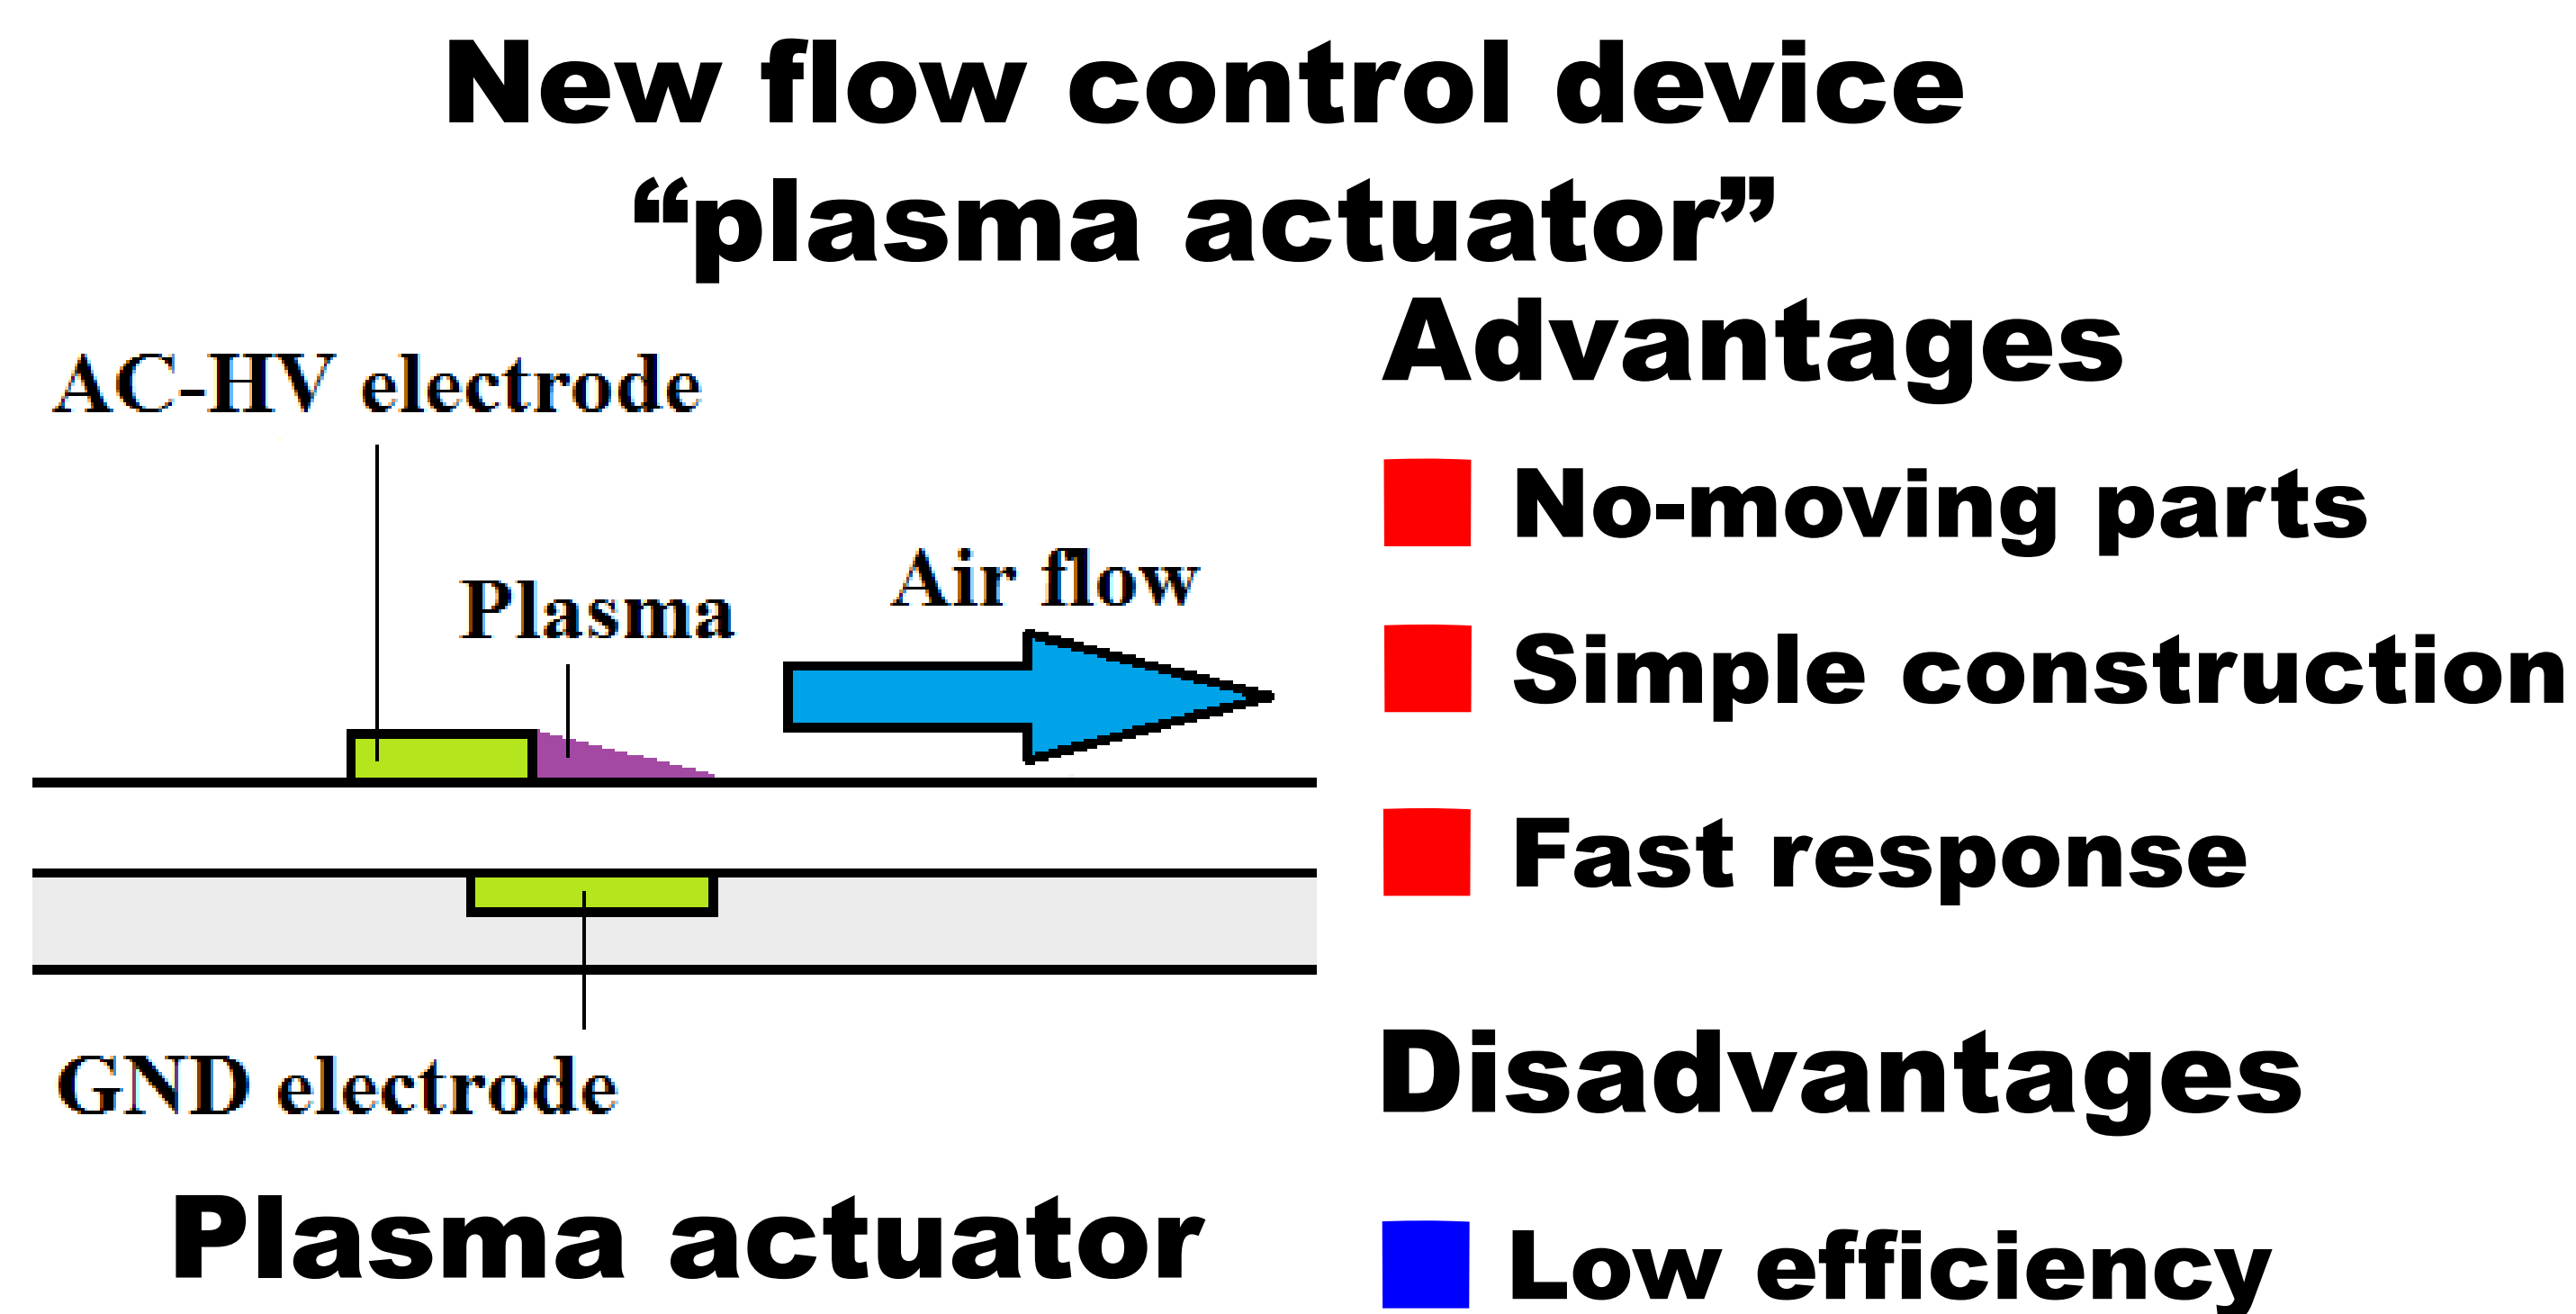 New flow control device
“plasma actuator”
AC-HV electrode
Plasma
Air flow
GND electrode
Plasma actuator
Advantages
No-moving parts
Simple construction
Fast response
Disadvantages
Low efficiency